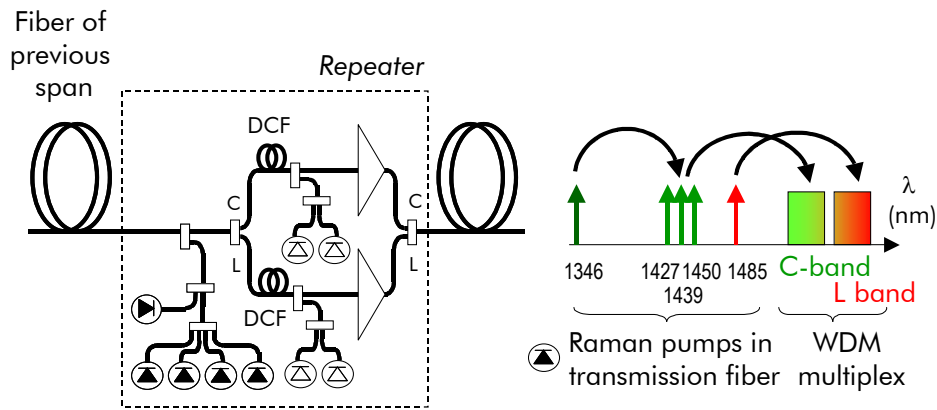 Fiber of
previous
span
Repeater
DCF
C
L
DCF
C
L
λ
(nm)
1346
1427
1450
1485
1439
C-band
L band
Raman pumps in
transmission fiber
WDM
multiplex